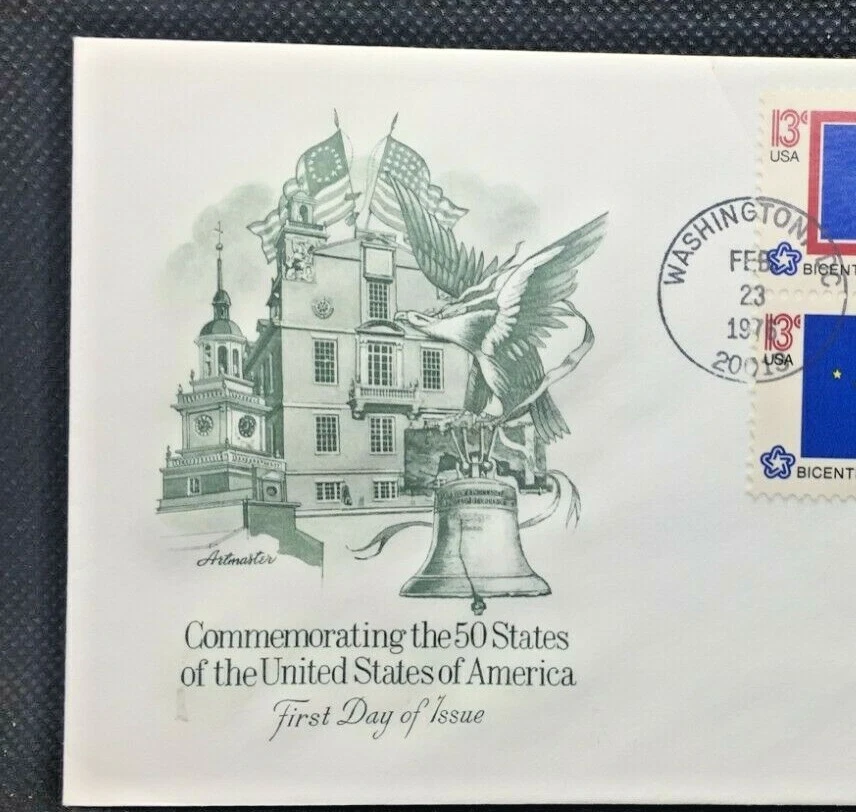 Artmaster
Commemorating the 50 States
of the United States of America
First Day of Issue
WASHINGTON,
FEB
23
1976
13¢
USA
BICENT
13¢
USA
BICENT